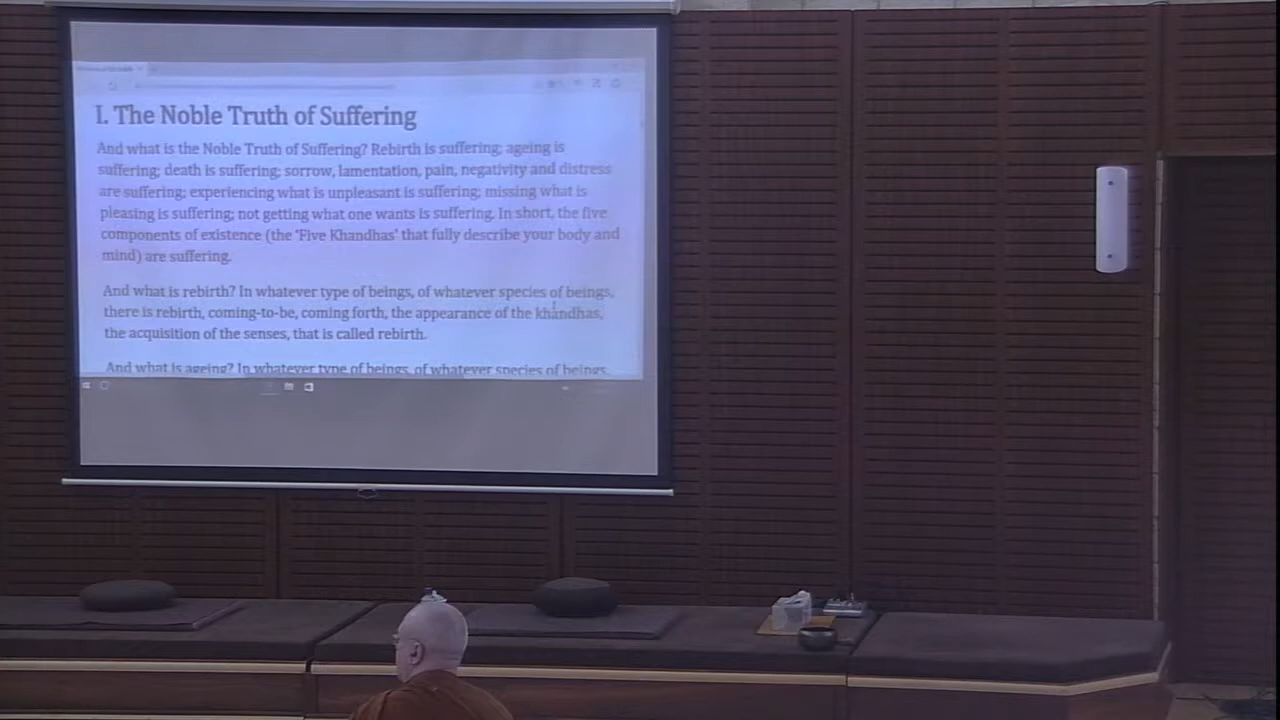 I. The Noble Truth of Suffering
And what is the Noble Truth of Suffering? Rebirth is suffering; ageing is
suffering; death is suffering; sorrow, lamentation, pain, negativity and distress
are suffering; experiencing what is unpleasant is suffering; missing what is
pleasing is suffering; not getting what one wants is suffering. In short, the five
components of existence (the 'Five Khandhas' that fully describe your body and
mind) are suffering.
And what is rebirth? In whatever type of beings, of whatever species of beings,
there is rebirth, coming-to-be, coming forth, the appearance of the khandhas,
the acquisition of the senses, that is called rebirth.
And what is ageing? In whatever type of beings, of whatever species of beings,